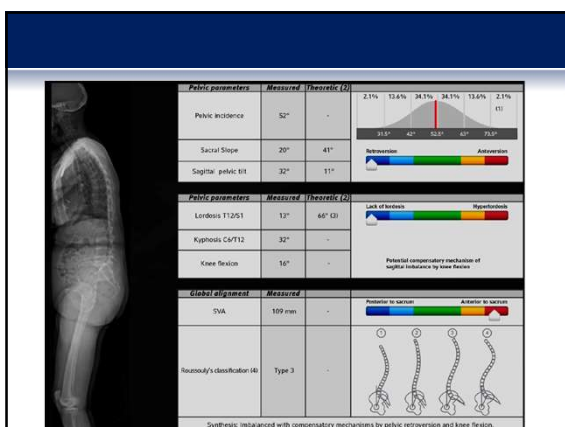 Pelvic parameters Measured Theoretic (2)
2.1% 13.6% 34.1% 34.1% 13.6% 2.1%
(1)
Pelvic incidence 52° -
31.5° 42° 52.5° 63° 73.5°
Sacral Slope 20° 41°
Retroversion Anteversion
Sagittal pelvic tilt 32° 11°
Pelvic parameters Measured Theoretic (2)
Lack of lordosis Hyperlordosis
Lordosis T12/S1 13° 66° (3)
Kyphosis C6/T12 32° -
Knee flexion 16° -
Potential compensatory mechanism of
sagittal imbalance by knee flexion
Global alignment Measured
Posterior to sacrum Anterior to sacrum
SVA 109 mm -
1 2 3 4
Roussouly's classification (4) Type 3 -
Synthesis: imbalanced with compensatory mechanisms by pelvic retroversion and knee flexion.